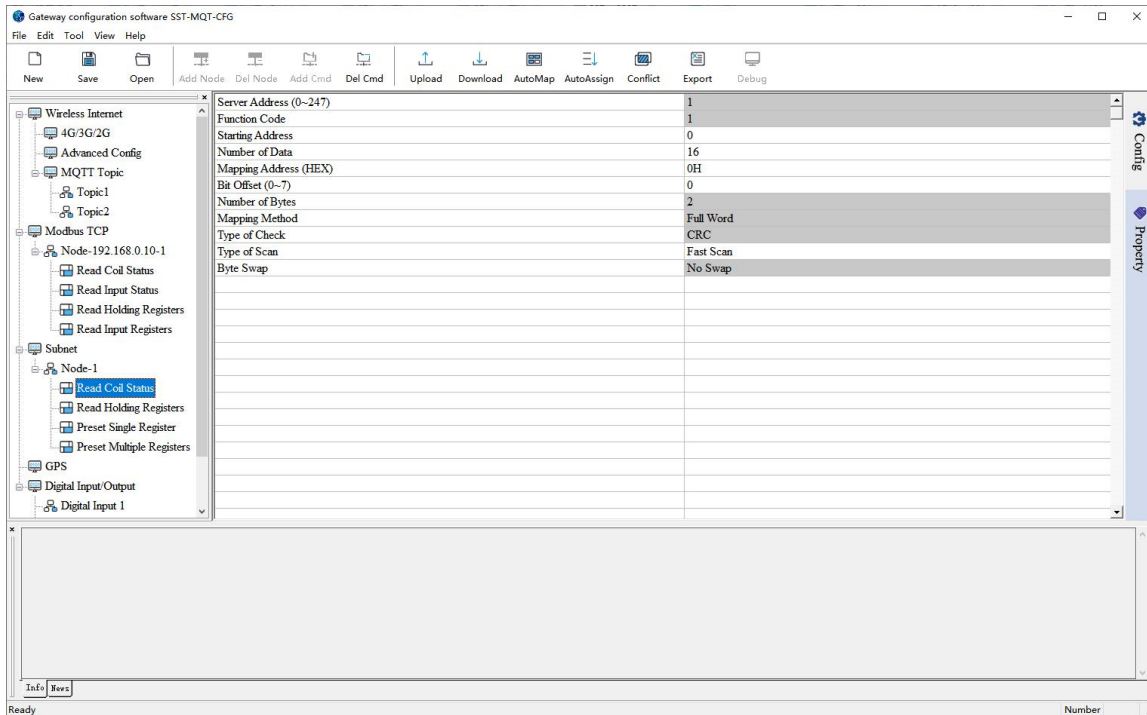 Gateway configuration software SST-MQT-CFG
File Edit Tool View Help
New Save Open Add Node Del Node Add Cmd Del Cmd Upload Download AutoMap AutoAssign Conflict Export Debug
Wireless Internet
4G/3G/2G
Advanced Config
MQTT Topic
Topic1
Topic2
Modbus TCP
Node-192.168.0.10-1
Read Coil Status
Read Input Status
Read Holding Registers
Read Input Registers
Subnet
Node-1
Read Coil Status
Read Holding Registers
Preset Single Register
Preset Multiple Registers
GPS
Digital Input/Output
Digital Input 1
Server Address (0~247) 1
Function Code 1
Starting Address 0
Number of Data 16
Mapping Address (HEX) 0H
Bit Offset (0~7) 0
Number of Bytes 2
Mapping Method Full Word
Type of Check CRC
Type of Scan Fast Scan
Byte Swap No Swap
Config
Property
Info News
Ready Number